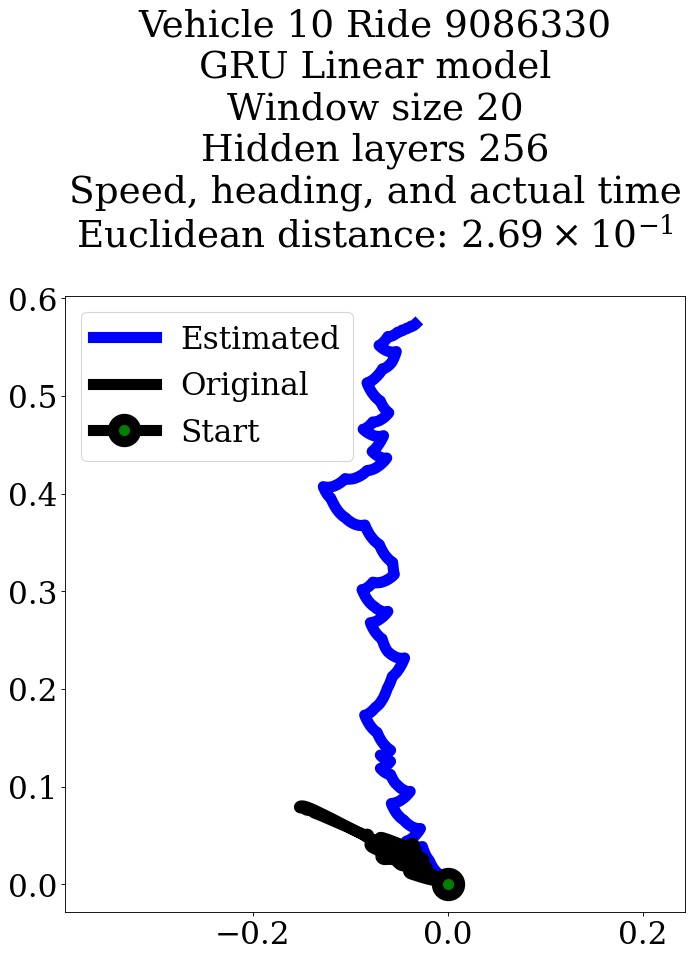 Vehicle 10 Ride 9086330
GRU Linear model
Window size 20
Hidden layers 256
Speed, heading, and actual time
Euclidean distance: 2.69 × 10⁻¹
0.6
Estimated
0.5
Original
Start
0.4
0.3
0.2
0.1
0.0
−0.2
0.0
0.2